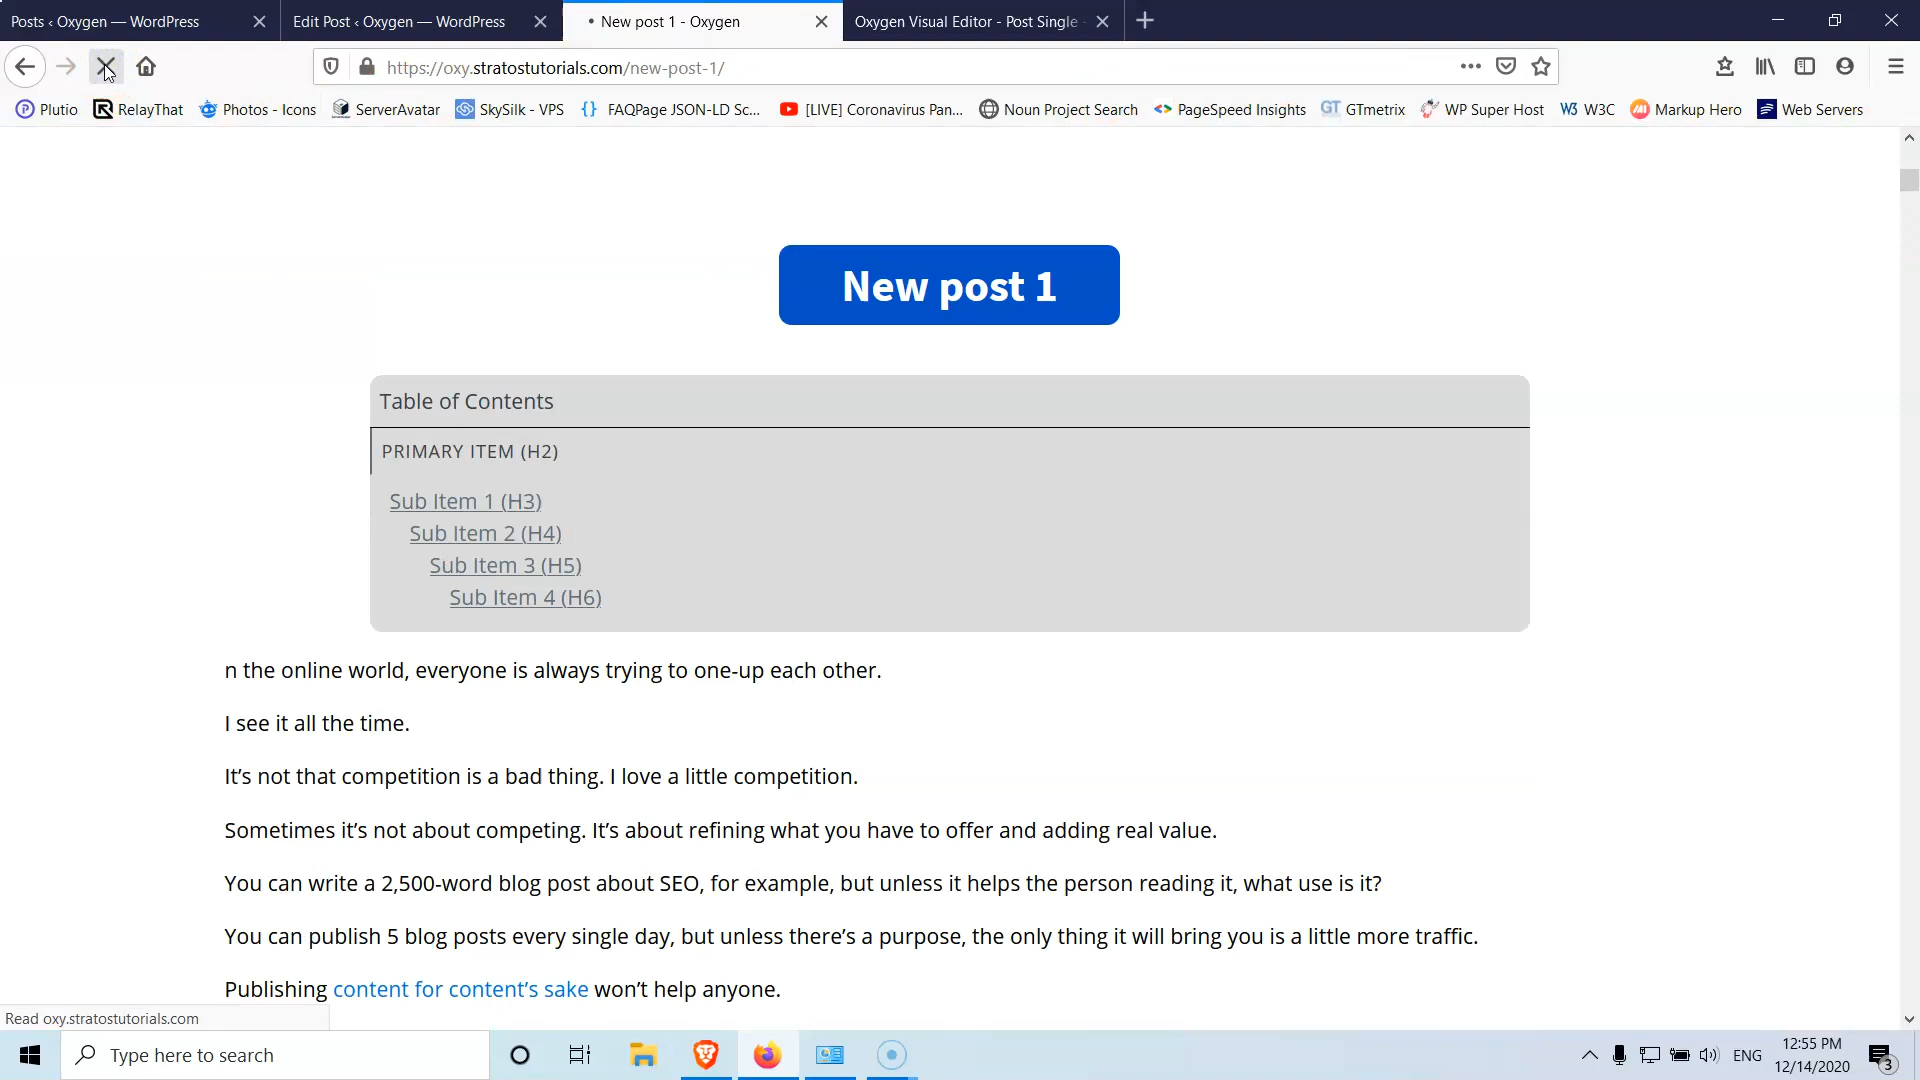 Posts ‹ Oxygen — WordPress Edit Post ‹ Oxygen — WordPress • New post 1 - Oxygen Oxygen Visual Editor - Post Single -
https://oxy.stratostutorials.com/new-post-1/
Plutio RelayThat Photos - Icons ServerAvatar SkySilk - VPS {} FAQPage JSON-LD Sc... [LIVE] Coronavirus Pan... Noun Project Search PageSpeed Insights GT GTmetrix WP Super Host W3 W3C Markup Hero Web Servers
New post 1
Table of Contents
PRIMARY ITEM (H2)
Sub Item 1 (H3)
Sub Item 2 (H4)
Sub Item 3 (H5)
Sub Item 4 (H6)
n the online world, everyone is always trying to one-up each other.
I see it all the time.
It’s not that competition is a bad thing. I love a little competition.
Sometimes it’s not about competing. It’s about refining what you have to offer and adding real value.
You can write a 2,500-word blog post about SEO, for example, but unless it helps the person reading it, what use is it?
You can publish 5 blog posts every single day, but unless there’s a purpose, the only thing it will bring you is a little more traffic.
Publishing content for content’s sake won’t help anyone.
Read oxy.stratostutorials.com
Type here to search
ENG
12:55 PM
12/14/2020
3